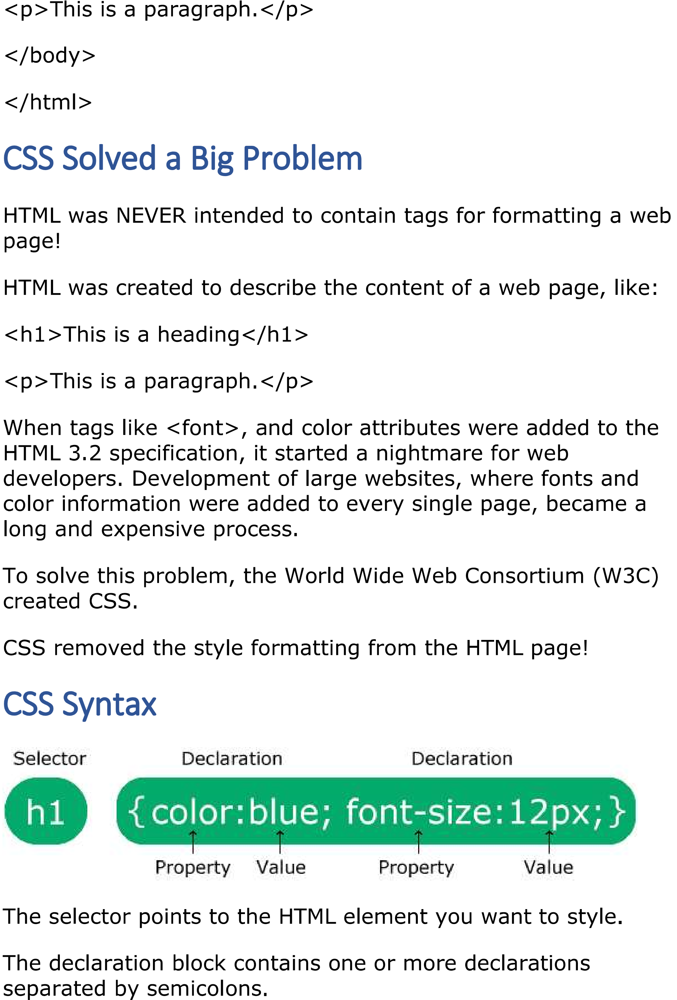 <p>This is a paragraph.</p>
</body>
</html>
CSS Solved a Big Problem
HTML was NEVER intended to contain tags for formatting a web
page!
HTML was created to describe the content of a web page, like:
<h1>This is a heading</h1>
<p>This is a paragraph.</p>
When tags like <font>, and color attributes were added to the
HTML 3.2 specification, it started a nightmare for web
developers. Development of large websites, where fonts and
color information were added to every single page, became a
long and expensive process.
To solve this problem, the World Wide Web Consortium (W3C)
created CSS.
CSS removed the style formatting from the HTML page!
CSS Syntax
Selector Declaration Declaration
h1 {color:blue; font-size:12px;}
Property Value Property Value
The selector points to the HTML element you want to style.
The declaration block contains one or more declarations
separated by semicolons.